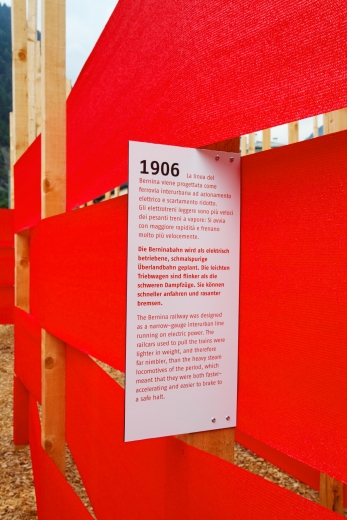 1906 La linea del
Bernina viene progettata come
ferrovia interurbana ad azionamento
elettrico e scartamento ridotto.
Gli elettrotreni leggere sono più veloci
dei pesanti treni a vapore: si avvia
con maggiore rapidità e frenano
molto più velocemente.
Die Berninabahn wird als elektrisch
betriebene, schmalspurige
Überlandbahn geplant. Die leichten
Triebwagen sind flinker als die
schweren Dampfzüge. Sie können
schneller anfahren und rasanter
bremsen.
The Bernina railway was designed
as a narrow-gauge interurban line
running on electric power. The
railcars used to pull the trains were
lighter in weight, and therefore
far nimbler, than the heavy steam
locomotives of the period, which
meant that they were both faster-
accelerating and easier to brake to
a safe halt.